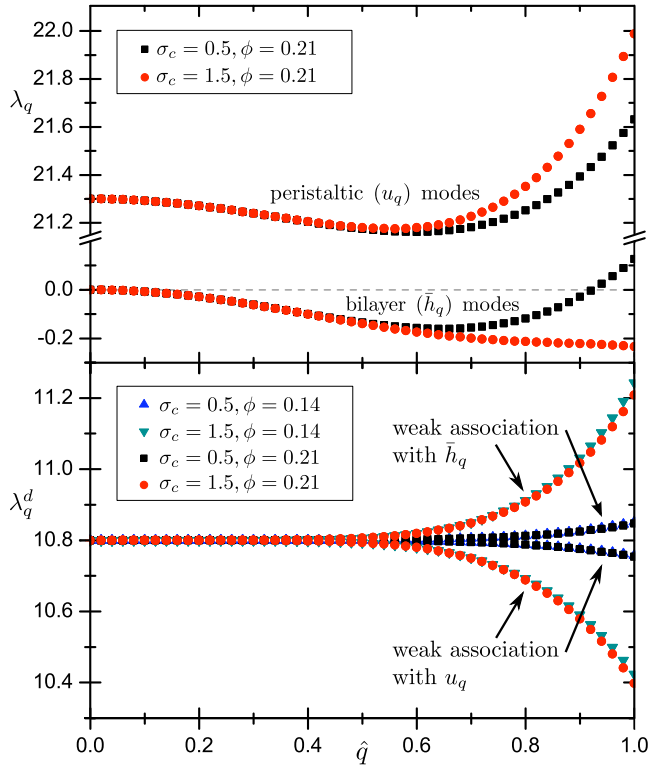 22.0
σ_c = 0.5, ϕ = 0.21
σ_c = 1.5, ϕ = 0.21
21.8
λ_q
21.6
21.4
peristaltic (u_q) modes
21.2
0.0
bilayer (h̄_q) modes
-0.2
11.2
σ_c = 0.5, ϕ = 0.14
σ_c = 1.5, ϕ = 0.14
σ_c = 0.5, ϕ = 0.21
σ_c = 1.5, ϕ = 0.21
weak association
with h̄_q
11.0
λ_q^d
10.8
10.6
weak association
with u_q
10.4
0.0 0.2 0.4 q̂ 0.6 0.8 1.0